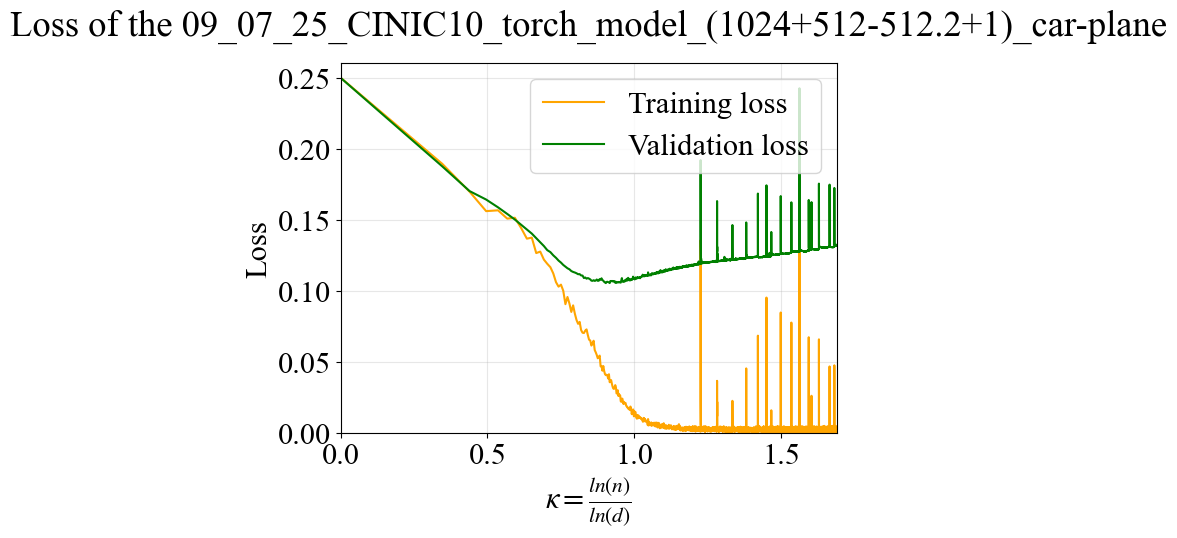 Loss of the 09_07_25_CINIC10_torch_model_(1024+512-512.2+1)_car-plane
Training loss
Validation loss
Loss
0.25
0.20
0.15
0.10
0.05
0.00
0.0 0.5 1.0 1.5
κ = ln(n)/ln(d)